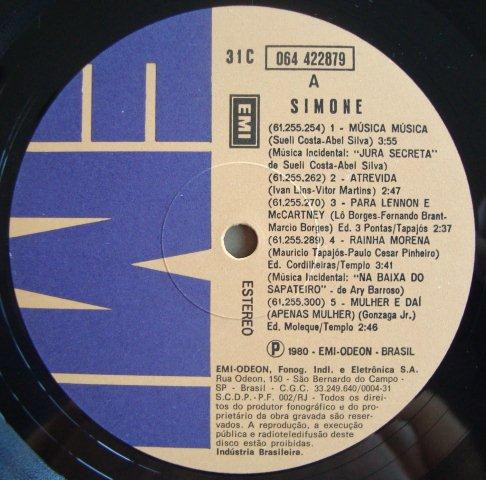 31C 064 422879
A
SIMONE
EMI
(61.255.254) 1 - MÚSICA MÚSICA
(Sueli Costa-Abel Silva) 3:55
(Música Incidental: "JURA SECRETA"
de Sueli Costa-Abel Silva)
(61.255.262) 2 - ATREVIDA
(Ivan Lins-Vitor Martins) 2:47
(61.255.270) 3 - PARA LENNON E
McCARTNEY (Lô Borges-Fernando Brant-
Marcio Borges) Ed. 3 Pontas/Tapajós 2:37
(61.255.289) 4 - RAINHA MORENA
(Mauricio Tapajós-Paulo Cesar Pinheiro)
Ed. Cordilheiras/Templo 3:41
(Música Incidental: "NA BAIXA DO
SAPATEIRO" - de Ary Barroso)
(61.255.300) 5 - MULHER E DAÍ
(APENAS MULHER) (Gonzaga Jr.)
Ed. Moleque/Templo 2:46
ESTEREO
Ⓟ 1980 - EMI-ODEON - BRASIL
EMI-ODEON, Fonog. Indl. e Eletrônica S.A.
Rua Odeon, 150 - São Bernardo do Campo -
SP - Brasil - C.G.C. 33.249.640/0004-31
S.C.D.P. - P.F. 002/RJ - Todos os direi-
tos do produtor fonográfico e do pro-
prietário da obra gravada são reser-
vados. A reprodução, a execução
pública e radioteledifusão deste
disco estão proibidas.
Indústria Brasileira.